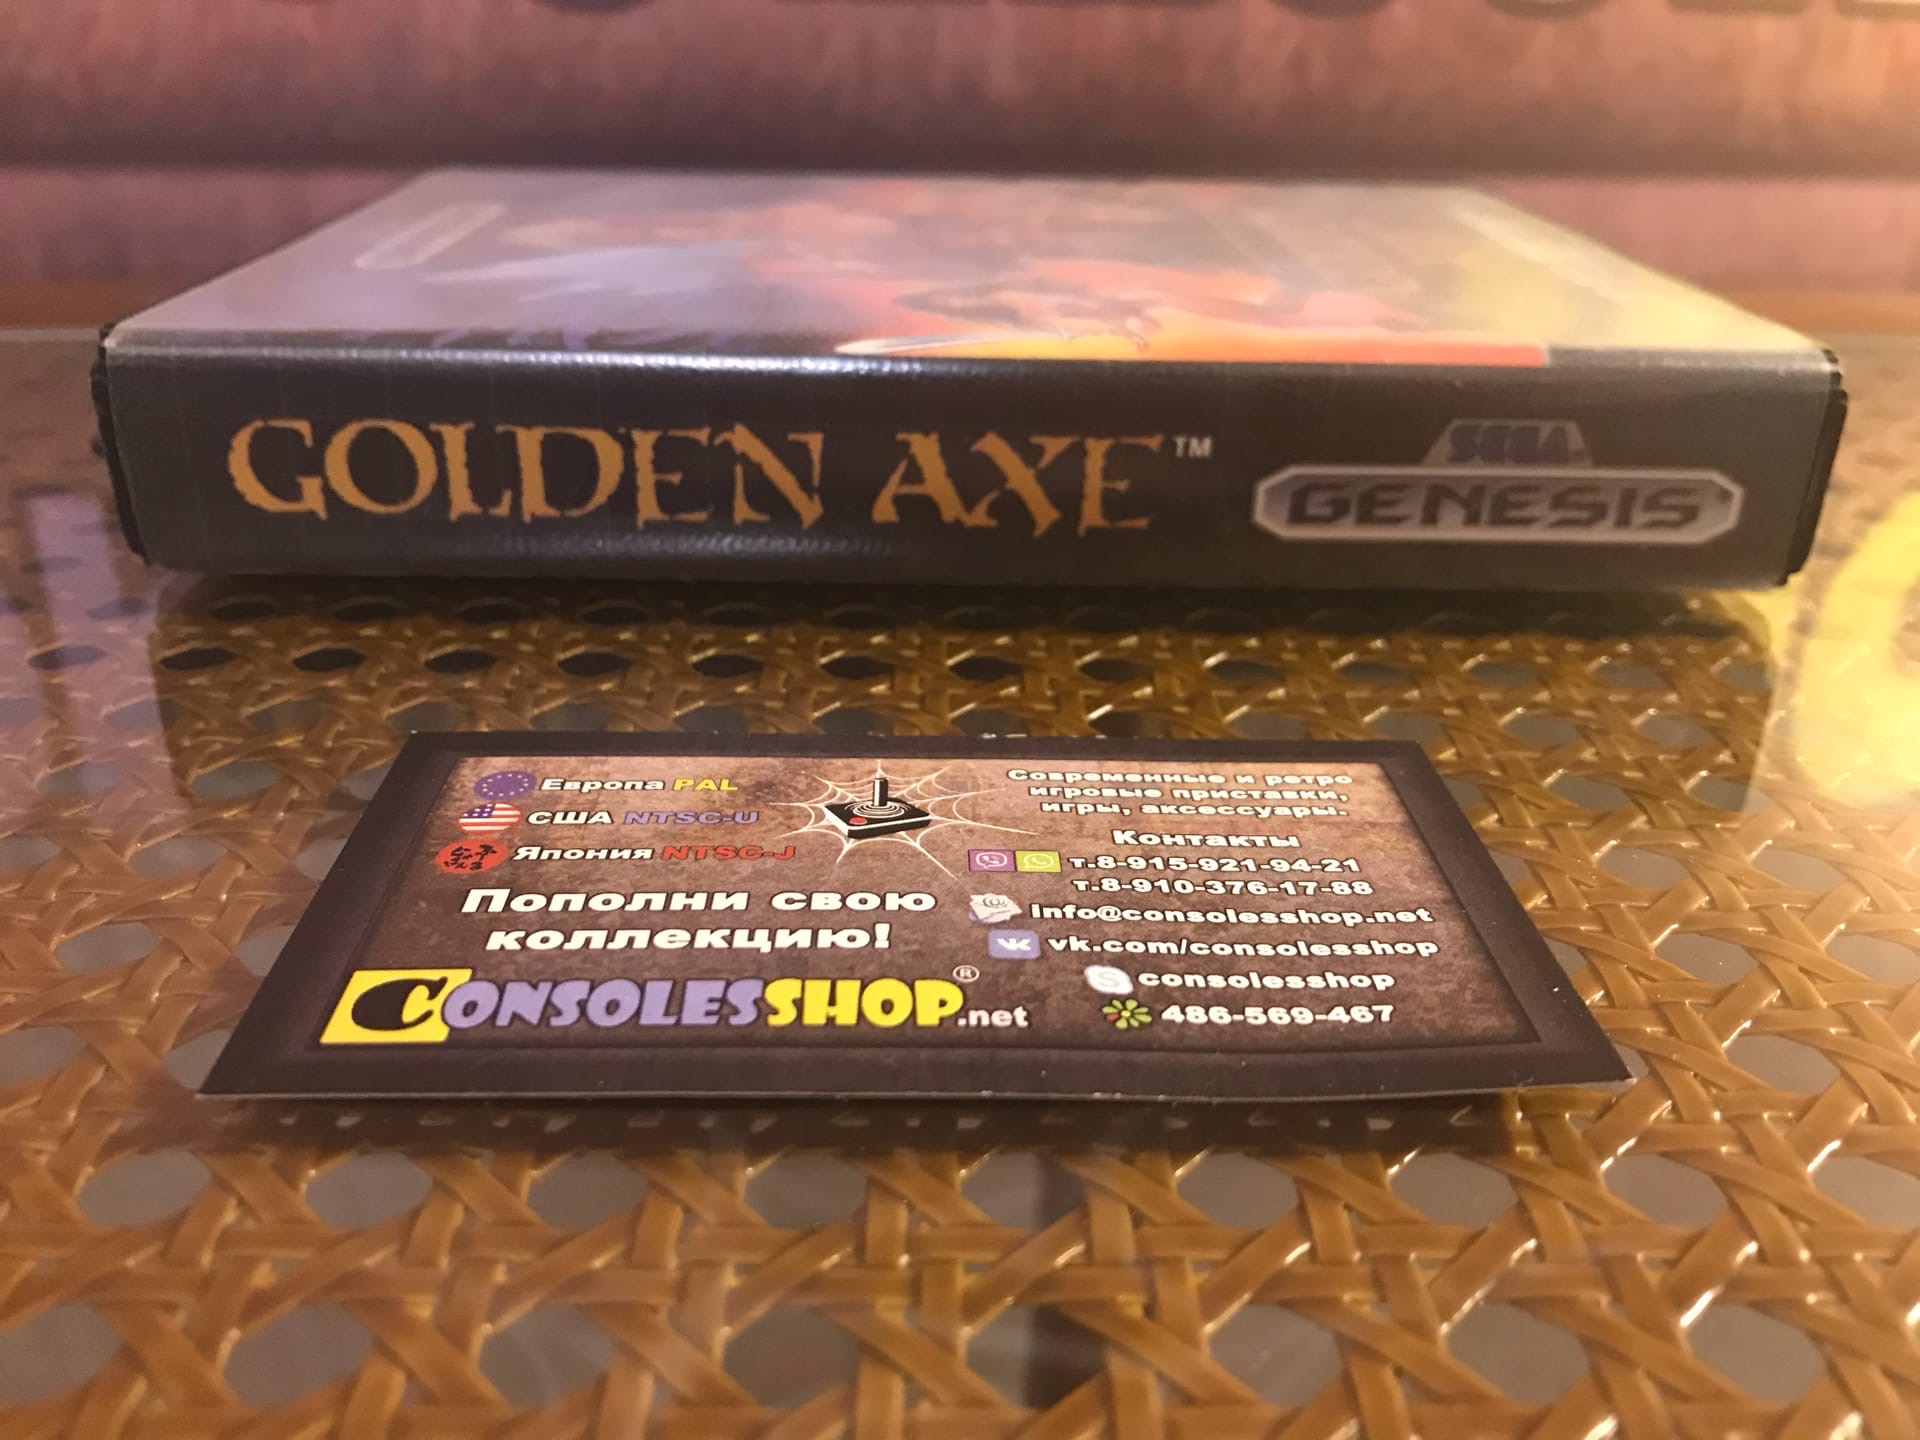 GOLDEN AXE™
SEGA
GENESIS
Европа PAL
США NTSC-U
Япония NTSC-J
Пополни свою
коллекцию!
CONSOLESSHOP®.net
Современные и ретро
игровые приставки,
игры, аксессуары.
Контакты
т.8-915-921-94-21
т.8-910-376-17-88
info@consolesshop.net
vk.com/consolesshop
consolesshop
486-569-467